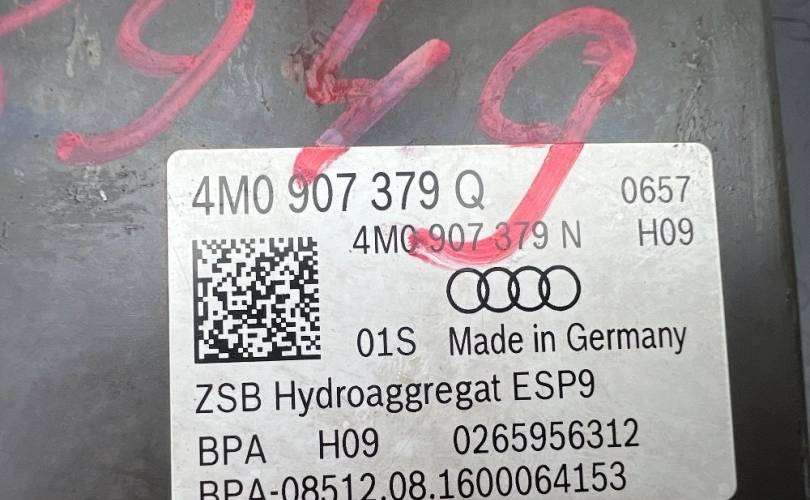 949
4M0 907 379 Q 0657
4M0 907 379 N H09
01S Made in Germany
ZSB Hydroaggregat ESP9
BPA H09 0265956312
BPA-08512.08.1600064153